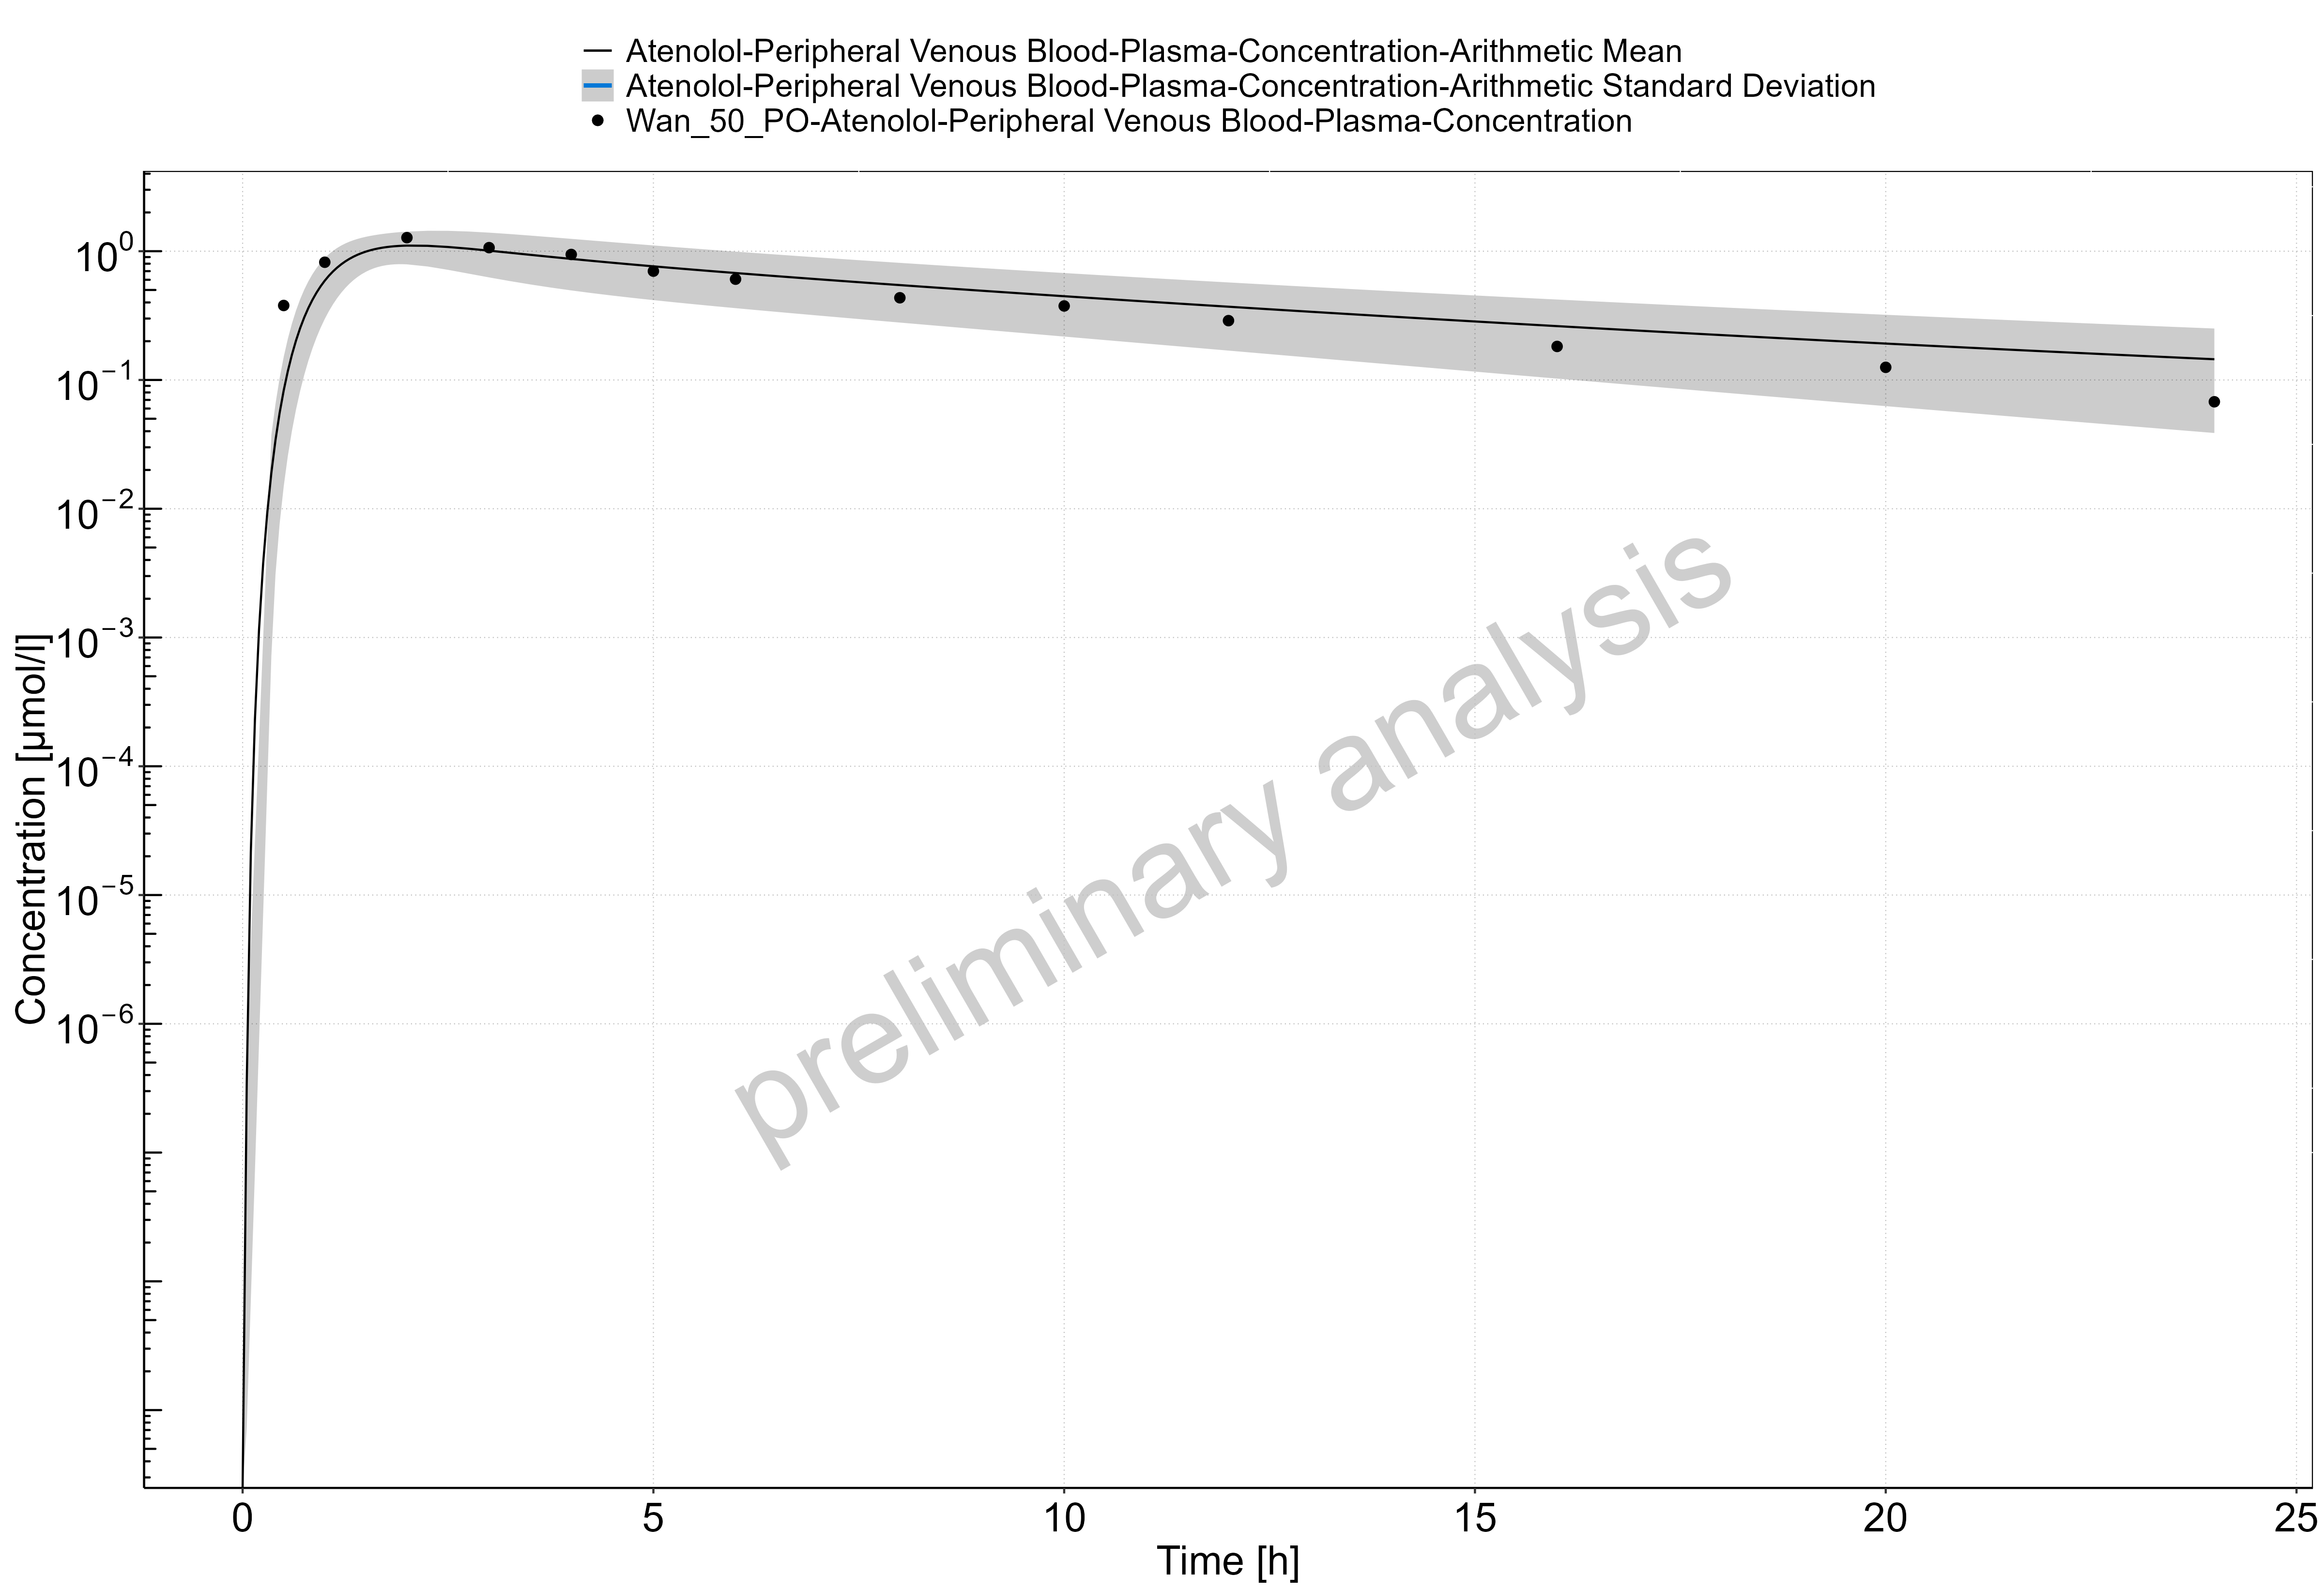 Atenolol-Peripheral Venous Blood-Plasma-Concentration-Arithmetic Mean
Atenolol-Peripheral Venous Blood-Plasma-Concentration-Arithmetic Standard Deviation
Wan_50_PO-Atenolol-Peripheral Venous Blood-Plasma-Concentration
10⁰
10⁻¹
10⁻²
10⁻³
10⁻⁴
10⁻⁵
10⁻⁶
Concentration [µmol/l]
preliminary analysis
0 5 10 15 20 25
Time [h]